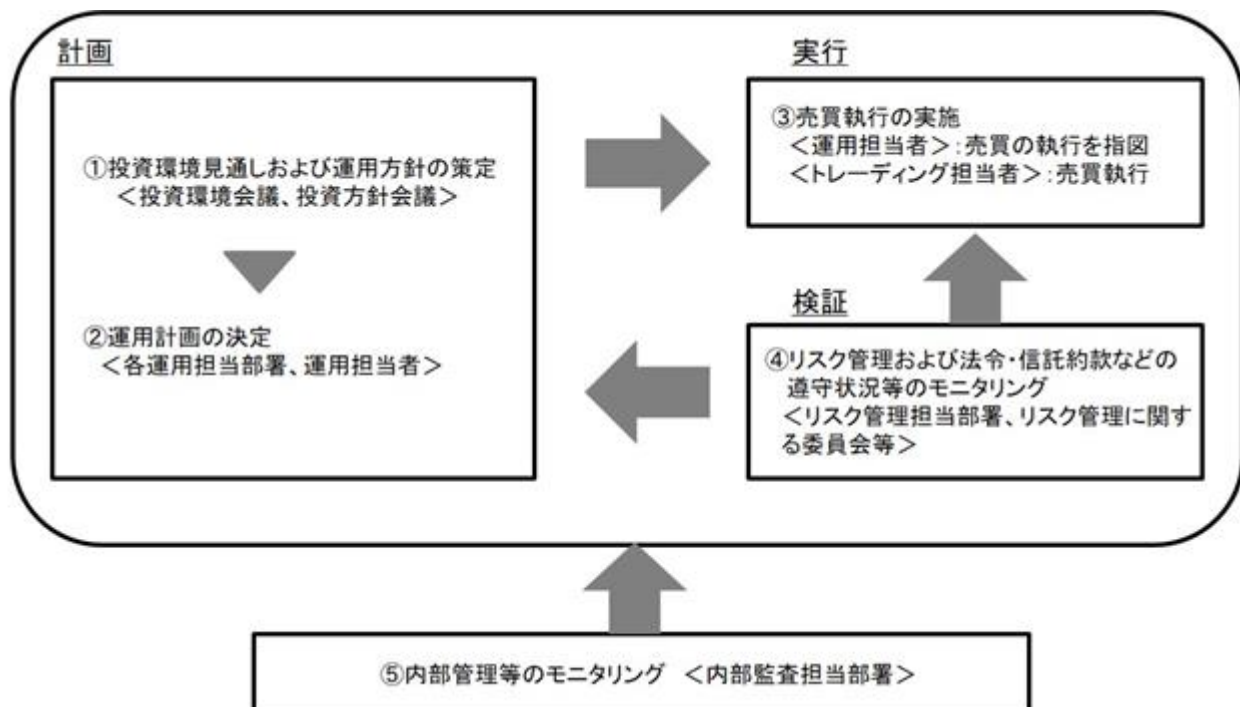 計画
①投資環境見通しおよび運用方針の策定
＜投資環境会議、投資方針会議＞
②運用計画の決定
＜各運用担当部署、運用担当者＞
実行
③売買執行の実施
＜運用担当者＞：売買の執行を指図
＜トレーディング担当者＞：売買執行
検証
④リスク管理および法令・信託約款などの
遵守状況等のモニタリング
＜リスク管理担当部署、リスク管理に関す
る委員会等＞
⑤内部管理等のモニタリング ＜内部監査担当部署＞